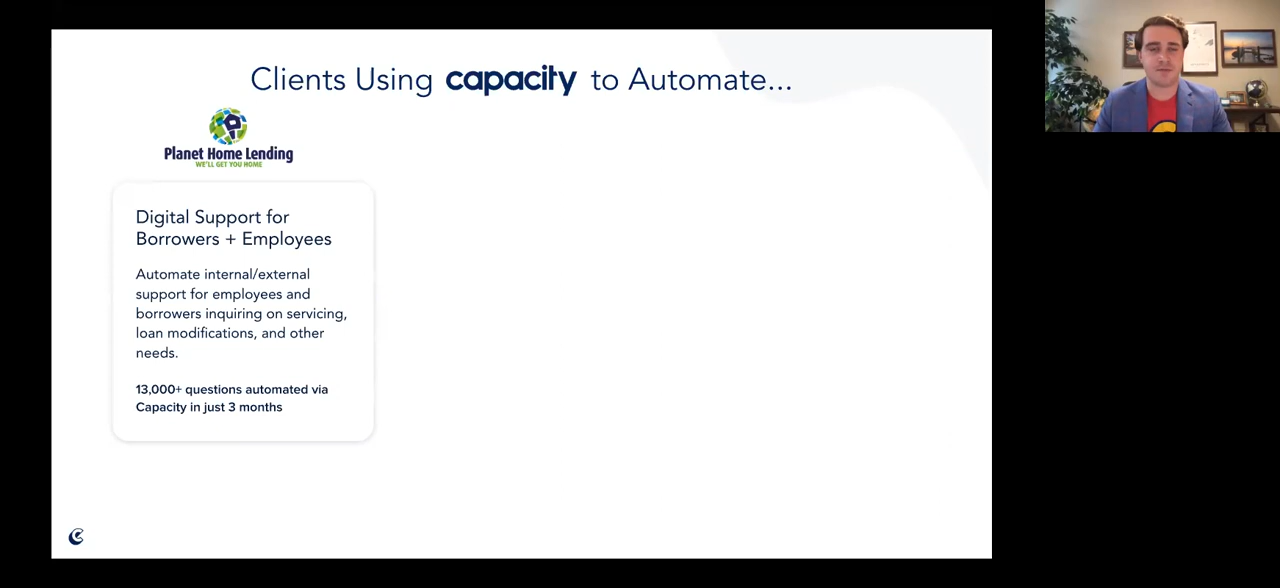 Clients Using capacity to Automate...
Planet Home Lending
WE'LL GET YOU HOME
Digital Support for
Borrowers + Employees
Automate internal/external
support for employees and
borrowers inquiring on servicing,
loan modifications, and other
needs.
13,000+ questions automated via
Capacity in just 3 months